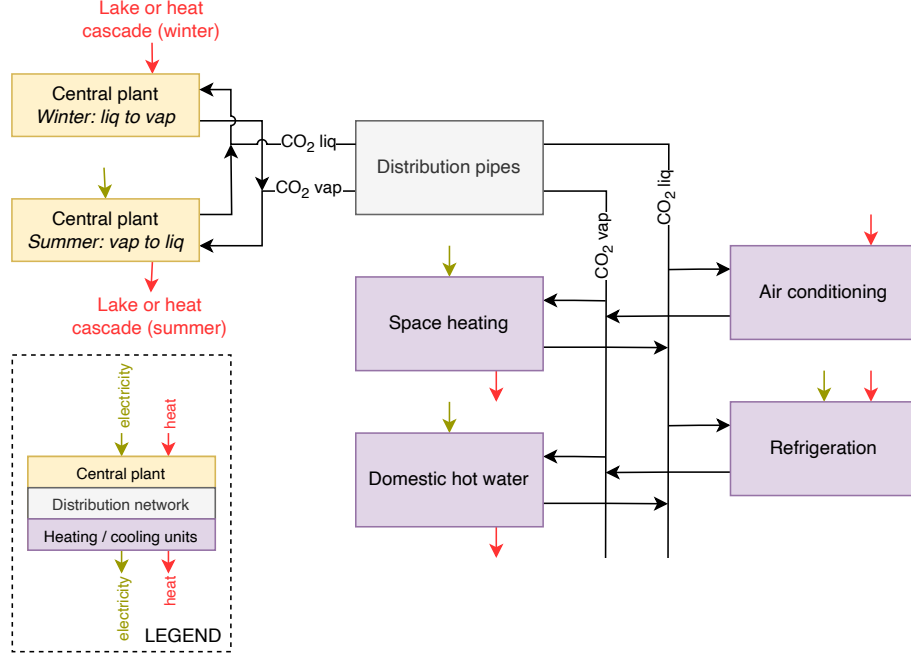 Lake or heat
cascade (winter)
Central plant
Winter: liq to vap
CO₂ liq
CO₂ vap
Distribution pipes
CO₂ liq
CO₂ vap
Central plant
Summer: vap to liq
Lake or heat
cascade (summer)
Space heating
Air conditioning
Domestic hot water
Refrigeration
electricity
heat
Central plant
Distribution network
Heating / cooling units
electricity
heat
LEGEND